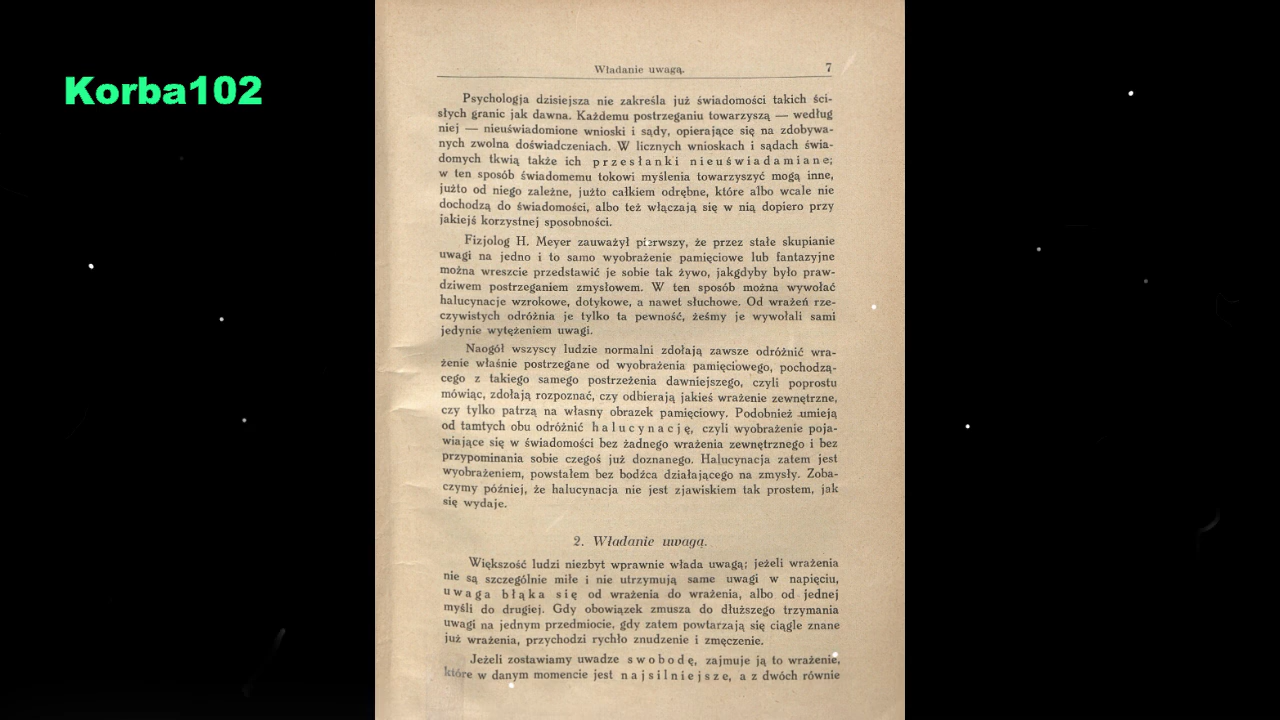 Korba102
Władanie uwagą.
7
Psychologja dzisiejsza nie zakreśla już świadomości takich ści-
słych granic jak dawna. Każdemu postrzeganiu towarzyszą — według
niej — nieuświadomione wnioski i sądy, opierające się na zdobywa-
nych zwolna doświadczeniach. W licznych wnioskach i sądach świa-
domych tkwią także ich przesłanki nieuświadamiane;
w ten sposób świadomemu tokowi myślenia towarzyszyć mogą inne,
jużto od niego zależne, jużto całkiem odrębne, które albo wcale nie
dochodzą do świadomości, albo też włączają się w nią dopiero przy
jakiejś korzystnej sposobności.
Fizjolog H. Meyer zauważył pierwszy, że przez stałe skupianie
uwagi na jedno i to samo wyobrażenie pamięciowe lub fantazyjne
można wreszcie przedstawić je sobie tak żywo, jakgdyby było praw-
dziwem postrzeganiem zmysłowem. W ten sposób można wywołać
halucynacje wzrokowe, dotykowe, a nawet słuchowe. Od wrażeń rze-
czywistych odróżnia je tylko ta pewność, żeśmy je wywołali sami
jedynie wytężeniem uwagi.
Naogół wszyscy ludzie normalni zdołają zawsze odróżnić wra-
żenie właśnie postrzegane od wyobrażenia pamięciowego, pochodzą-
cego z takiego samego postrzeżenia dawniejszego, czyli poprostu
mówiąc, zdołają rozpoznać, czy odbierają jakieś wrażenie zewnętrzne,
czy tylko patrzą na własny obrazek pamięciowy. Podobnież umieją
od tamtych obu odróżnić halucynację, czyli wyobrażenie poja-
wiające się w świadomości bez żadnego wrażenia zewnętrznego i bez
przypominania sobie czegoś już doznanego. Halucynacja zatem jest
wyobrażeniem, powstałem bez bodźca działającego na zmysły. Zoba-
czymy później, że halucynacja nie jest zjawiskiem tak prostem, jak
się wydaje.
2. Władanie uwagą.
Większość ludzi niezbyt wprawnie włada uwagą; jeżeli wrażenia
nie są szczególnie miłe i nie utrzymują same uwagi w napięciu,
uwaga błąka się od wrażenia do wrażenia, albo od jednej
myśli do drugiej. Gdy obowiązek zmusza do dłuższego trzymania
uwagi na jednym przedmiocie, gdy zatem powtarzają się ciągle znane
już wrażenia, przychodzi rychło znudzenie i zmęczenie.
Jeżeli zostawiamy uwadze swobodę, zajmuje ją to wrażenie,
które w danym momencie jest najsilniejsze, a z dwóch równie